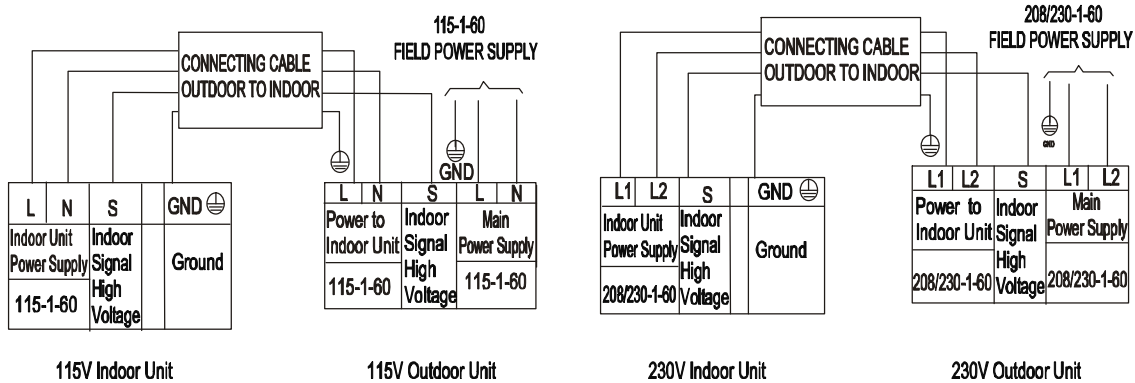 115-1-60
FIELD POWER SUPPLY
CONNECTING CABLE
OUTDOOR TO INDOOR
GND
L N S GND
Indoor Unit
Power Supply
115-1-60
Indoor
Signal
High
Voltage
Ground
L N S L N
Power to
Indoor Unit
115-1-60
Indoor
Signal
High
Voltage
Main
Power Supply
115-1-60
115V Indoor Unit
115V Outdoor Unit
208/230-1-60
FIELD POWER SUPPLY
CONNECTING CABLE
OUTDOOR TO INDOOR
GND
L1 L2 S GND
Indoor Unit
Power Supply
208/230-1-60
Indoor
Signal
High
Voltage
Ground
L1 L2 S L1 L2
Power to
Indoor Unit
208/230-1-60
Indoor
Signal
High
Voltage
Main
Power Supply
208/230-1-60
230V Indoor Unit
230V Outdoor Unit